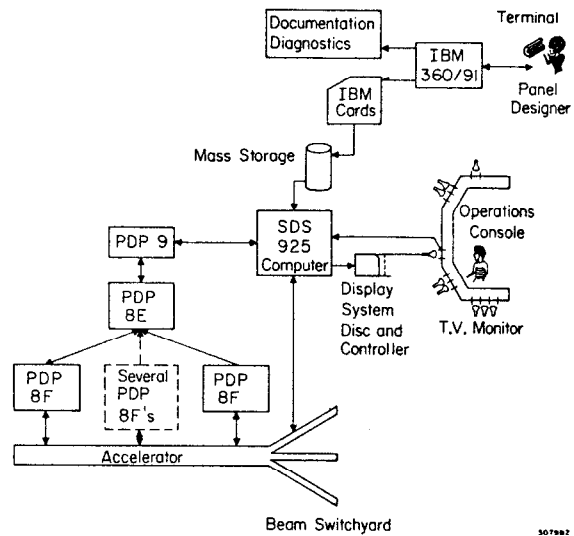 Documentation
Diagnostics
IBM
360/91
Terminal
Panel
Designer
IBM
Cards
Mass Storage
SDS
925
Computer
Operations
Console
PDP 9
PDP
8E
Display
System
Disc and
Controller
T.V. Monitor
PDP
8F
Several
PDP
8F's
PDP
8F
Accelerator
Beam Switchyard
3079B2